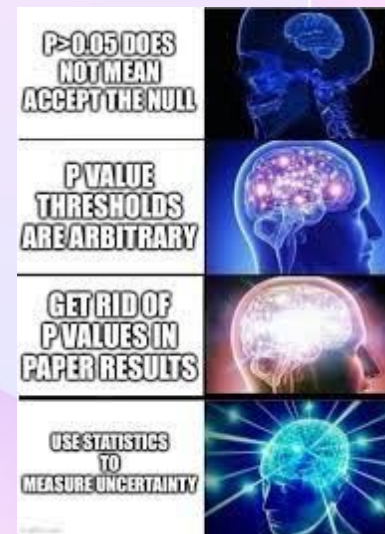 P>0.05 DOES
NOT MEAN
ACCEPT THE NULL
P VALUE
THRESHOLDS
ARE ARBITRARY
GET RID OF
P VALUES IN
PAPER RESULTS
USE STATISTICS
TO
MEASURE UNCERTAINTY